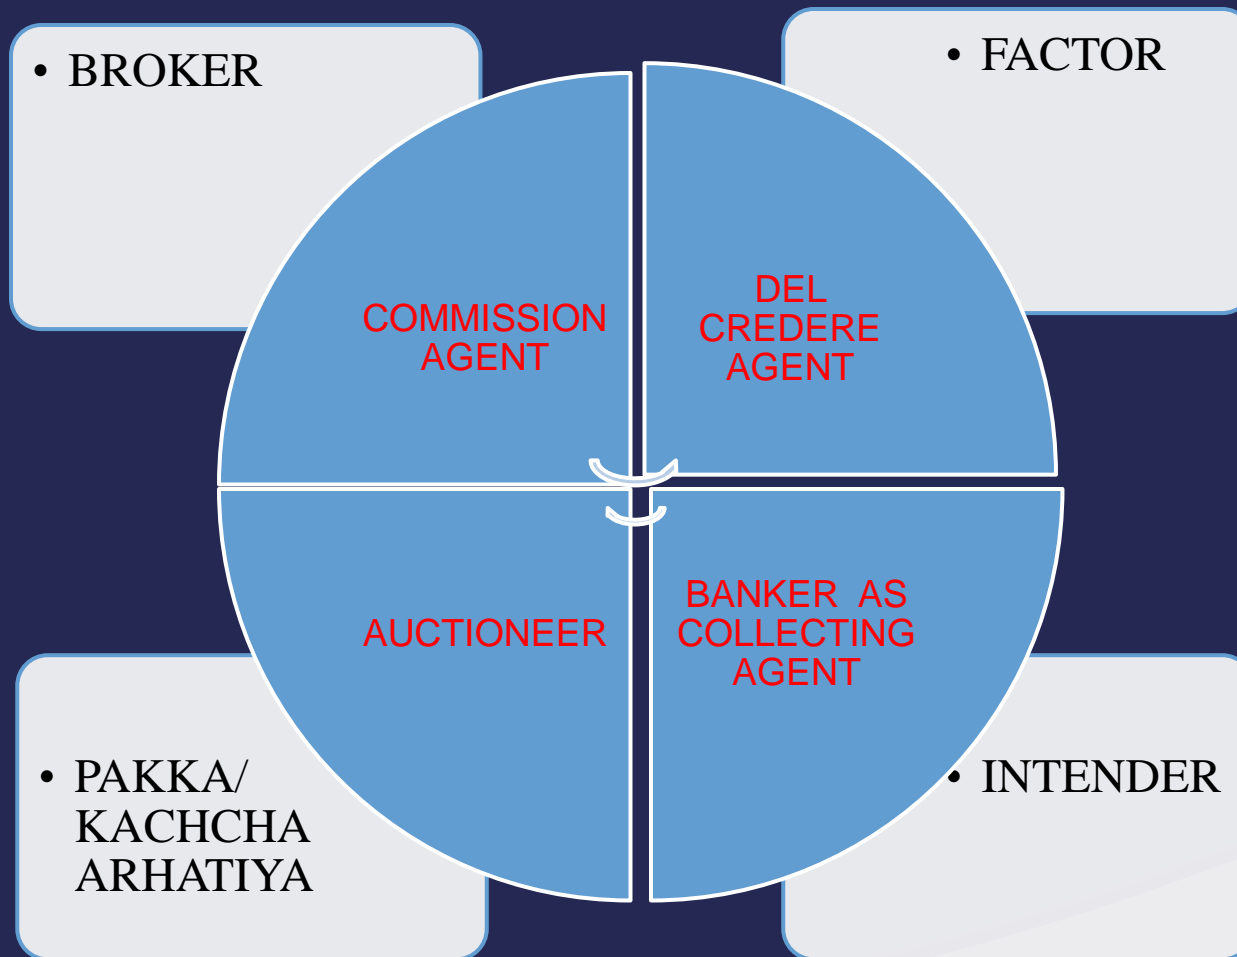 • BROKER
• FACTOR
COMMISSION
AGENT
DEL
CREDERE
AGENT
AUCTIONEER
BANKER AS
COLLECTING
AGENT
• PAKKA/
KACHCHA
ARHATIYA
• INTENDER